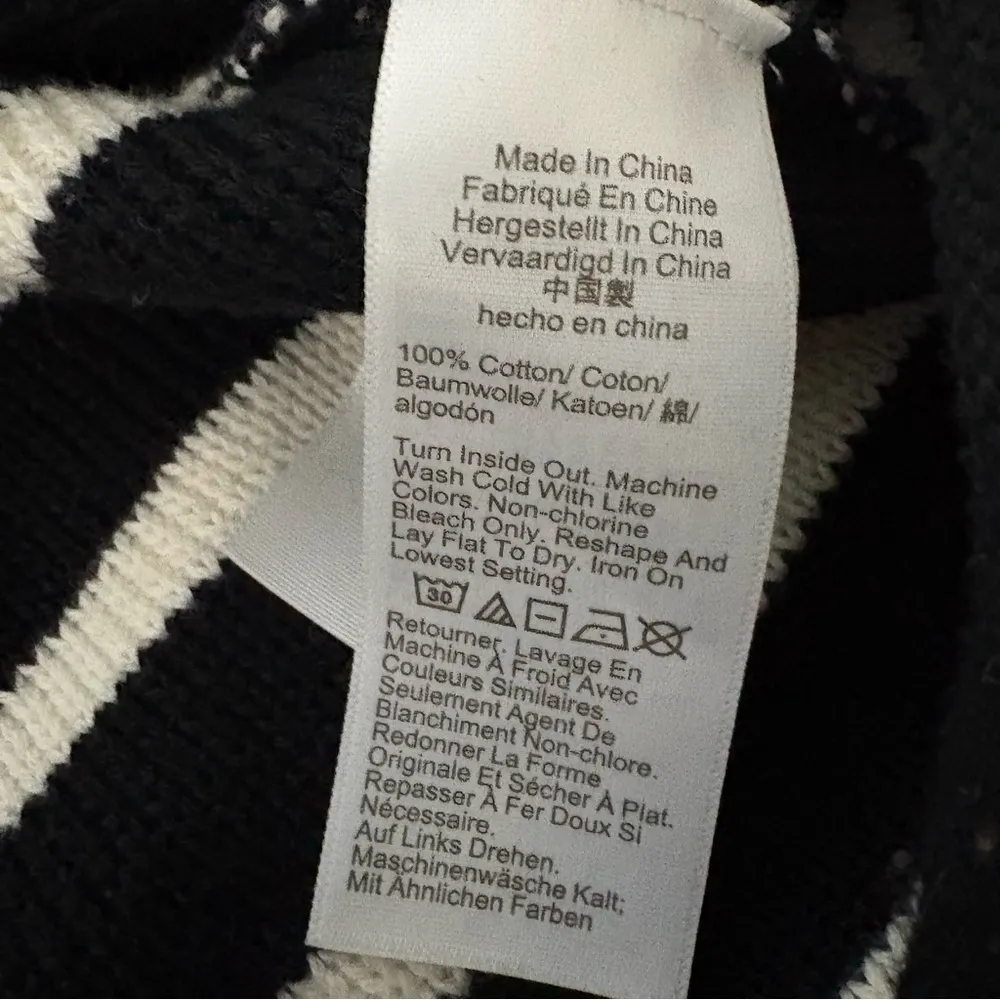 Made In China
Fabriqué En Chine
Hergestellt In China
Vervaardigd In China
中国製
hecho en china
100% Cotton/ Coton/
Baumwolle/ Katoen/ 綿/
algodón
Turn Inside Out. Machine
Wash Cold With Like
Colors. Non-chlorine
Bleach Only. Reshape And
Lay Flat To Dry. Iron On
Lowest Setting.
30
Retourner. Lavage En
Machine À Froid Avec
Couleurs Similaires.
Seulement Agent De
Blanchiment Non-chlore.
Redonner La Forme
Originale Et Sécher À Plat.
Repasser À Fer Doux Si
Nécessaire.
Auf Links Drehen.
Maschinenwäsche Kalt;
Mit Ähnlichen Farben